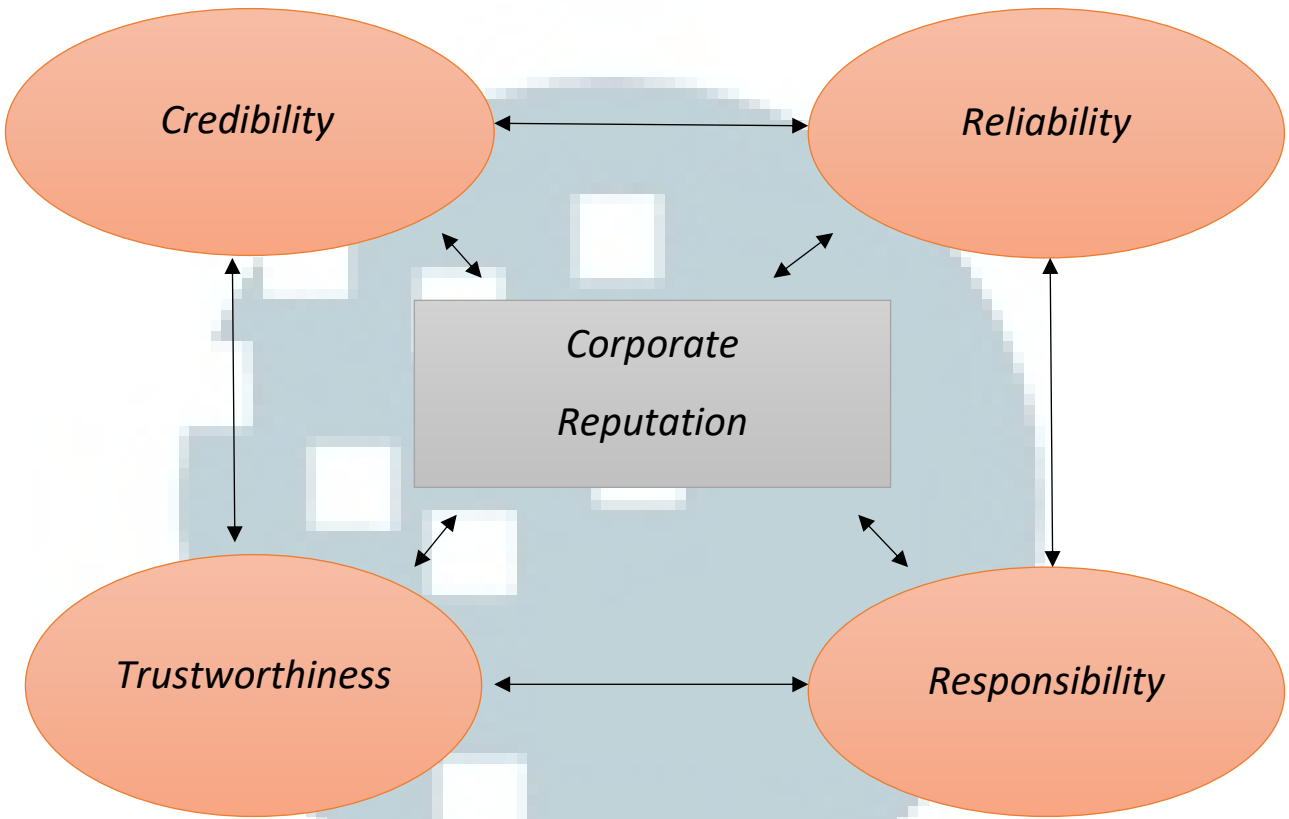 Credibility
Reliability
Corporate
Reputation
Trustworthiness
Responsibility